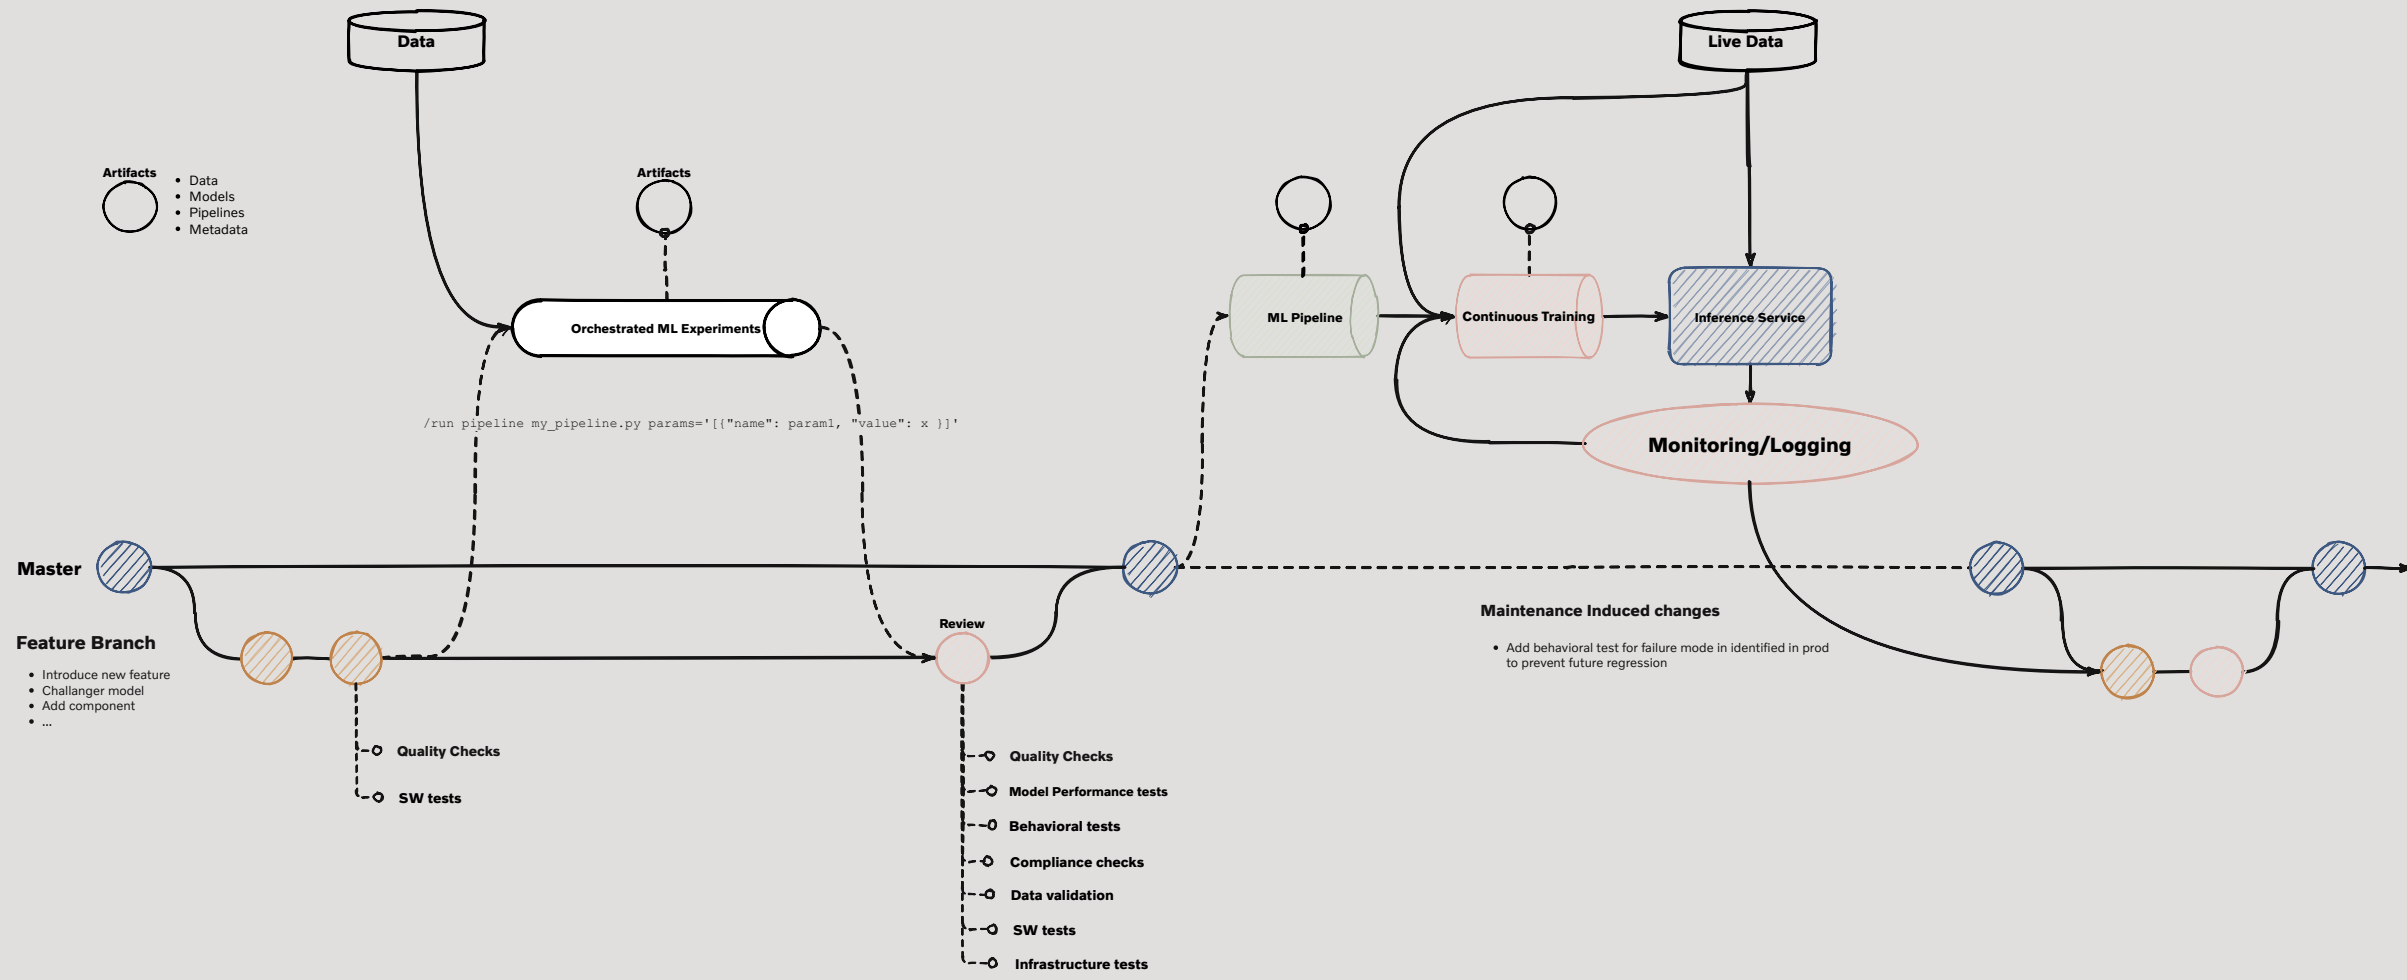 Data
Live Data
Artifacts
• Data
• Models
• Pipelines
• Metadata
Artifacts
Orchestrated ML Experiments
ML Pipeline
Continuous Training
Inference Service
/run pipeline my_pipeline.py params='[{"name": param1, "value": x }]'
Monitoring/Logging
Master
Feature Branch
• Introduce new feature
• Challanger model
• Add component
• ...
Review
Maintenance Induced changes
• Add behavioral test for failure mode in identified in prod
to prevent future regression
Quality Checks
SW tests
Quality Checks
Model Performance tests
Behavioral tests
Compliance checks
Data validation
SW tests
Infrastructure tests